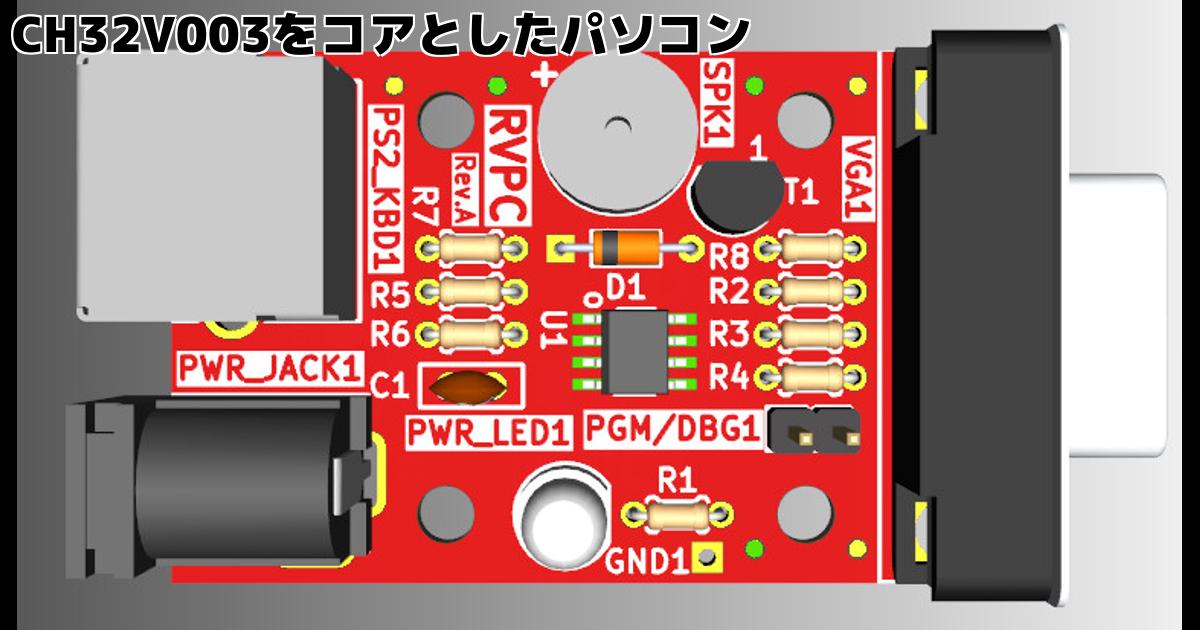 CH32V003をコアとしたパソコン
+
SPK1
PS2_KBD1
RVPC
Rev.A
R7
1
T1
VGA1
R8
D1
R5
R2
U1
R6
R3
PWR_JACK1
C1
R4
PWR_LED1
PGM/DBG1
R1
GND1